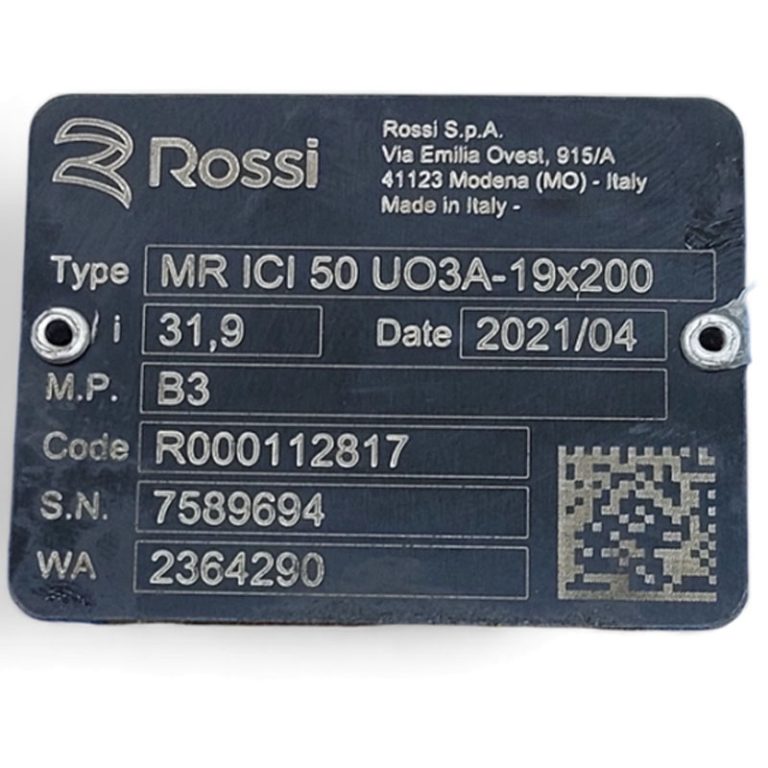 Rossi
Rossi S.p.A.
Via Emilia Ovest, 915/A
41123 Modena (MO) - Italy
Made in Italy -
Type MR ICI 50 UO3A-19x200
i 31,9 Date 2021/04
M.P. B3
Code R000112817
S.N. 7589694
WA 2364290